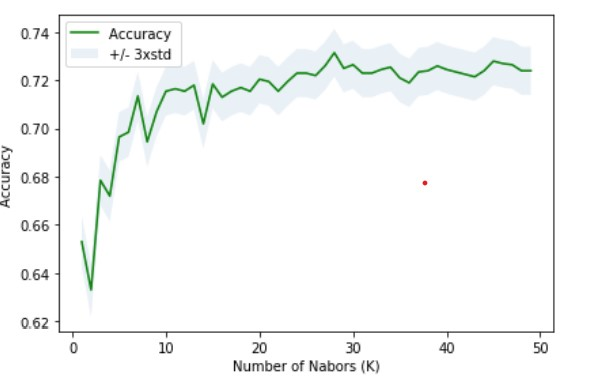 0.74
0.72
0.70
0.68
0.66
0.64
0.62
Accuracy
Accuracy
+/- 3xstd
0 10 20 30 40 50
Number of Nabors (K)